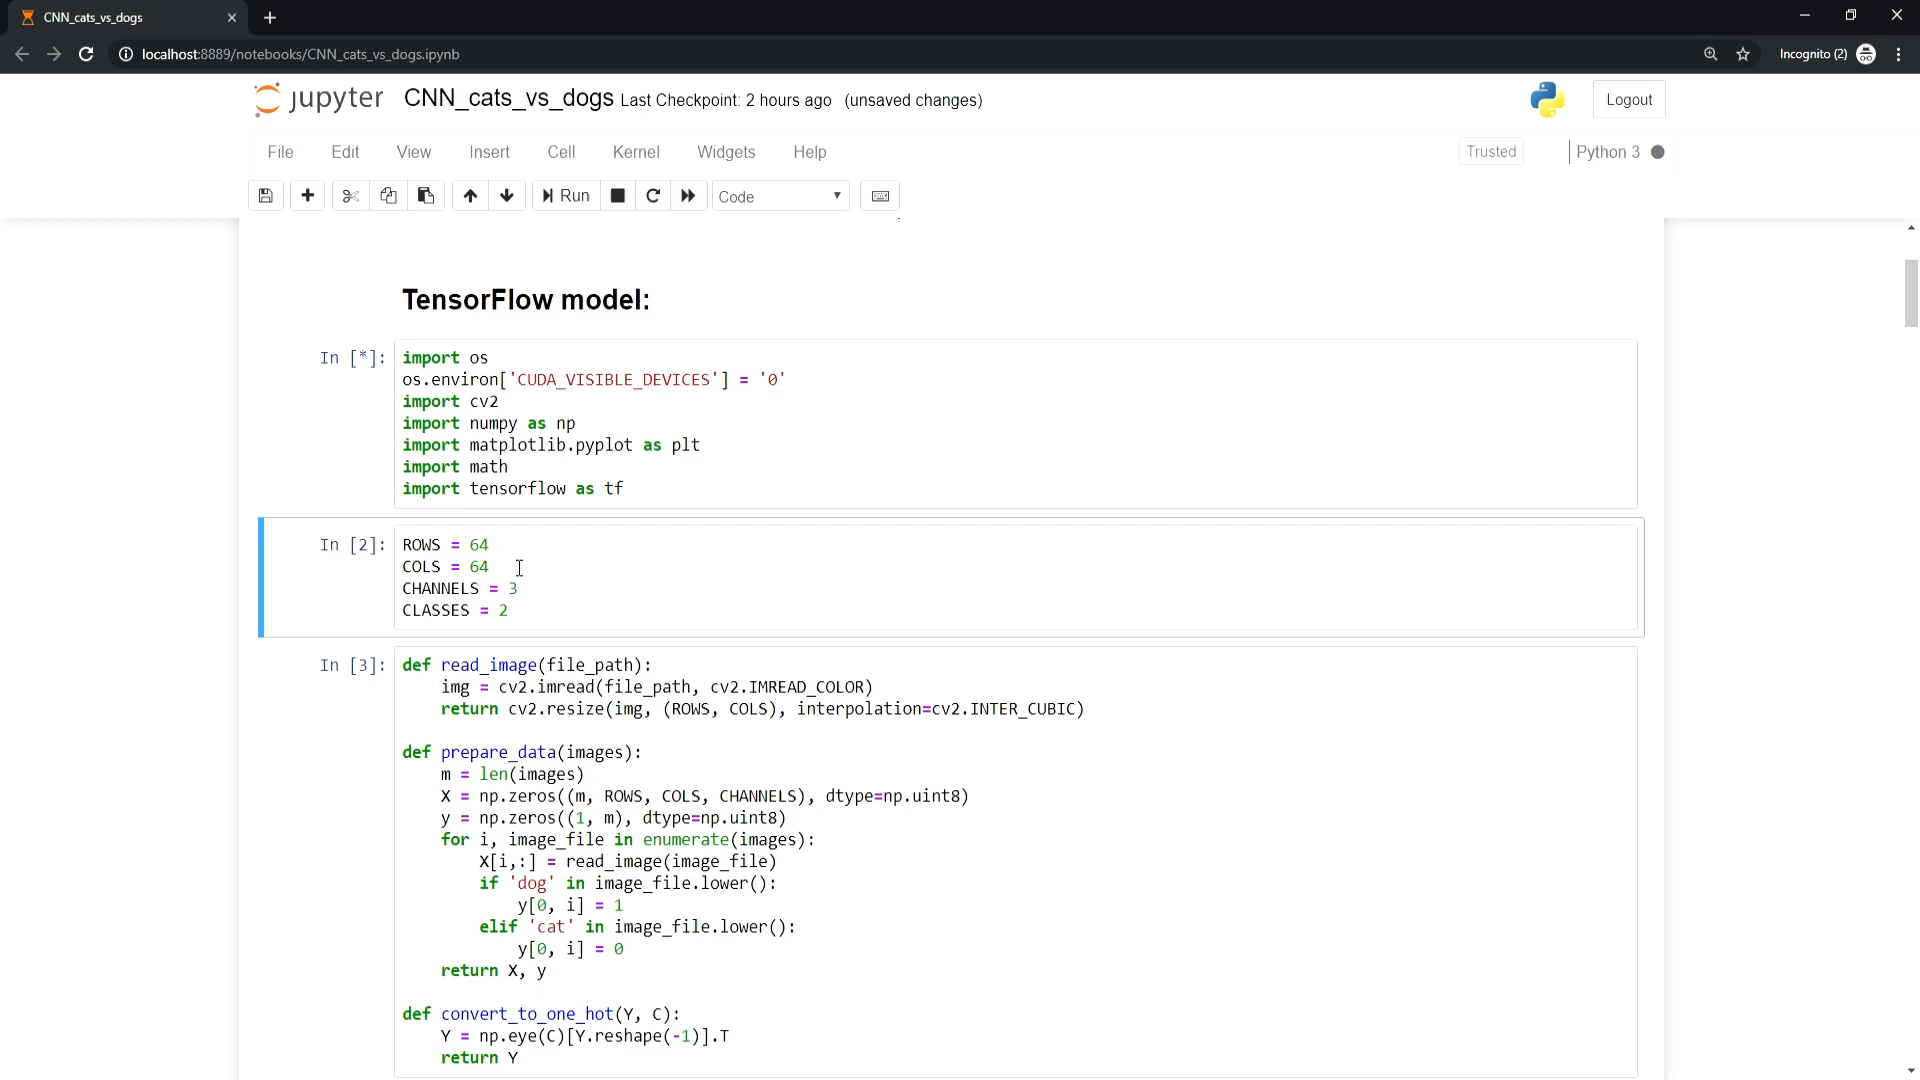 CNN_cats_vs_dogs
localhost:8889/notebooks/CNN_cats_vs_dogs.ipynb
Incognito (2)
jupyter CNN_cats_vs_dogs Last Checkpoint: 2 hours ago (unsaved changes)
Logout
File Edit View Insert Cell Kernel Widgets Help
Trusted
Python 3
Run
Code
TensorFlow model:
In [*]: import os
os.environ['CUDA_VISIBLE_DEVICES'] = '0'
import cv2
import numpy as np
import matplotlib.pyplot as plt
import math
import tensorflow as tf
In [2]: ROWS = 64
COLS = 64
CHANNELS = 3
CLASSES = 2
In [3]: def read_image(file_path):
    img = cv2.imread(file_path, cv2.IMREAD_COLOR)
    return cv2.resize(img, (ROWS, COLS), interpolation=cv2.INTER_CUBIC)
def prepare_data(images):
    m = len(images)
    X = np.zeros((m, ROWS, COLS, CHANNELS), dtype=np.uint8)
    y = np.zeros((1, m), dtype=np.uint8)
    for i, image_file in enumerate(images):
        X[i,:] = read_image(image_file)
        if 'dog' in image_file.lower():
            y[0, i] = 1
        elif 'cat' in image_file.lower():
            y[0, i] = 0
    return X, y
def convert_to_one_hot(Y, C):
    Y = np.eye(C)[Y.reshape(-1)].T
    return Y